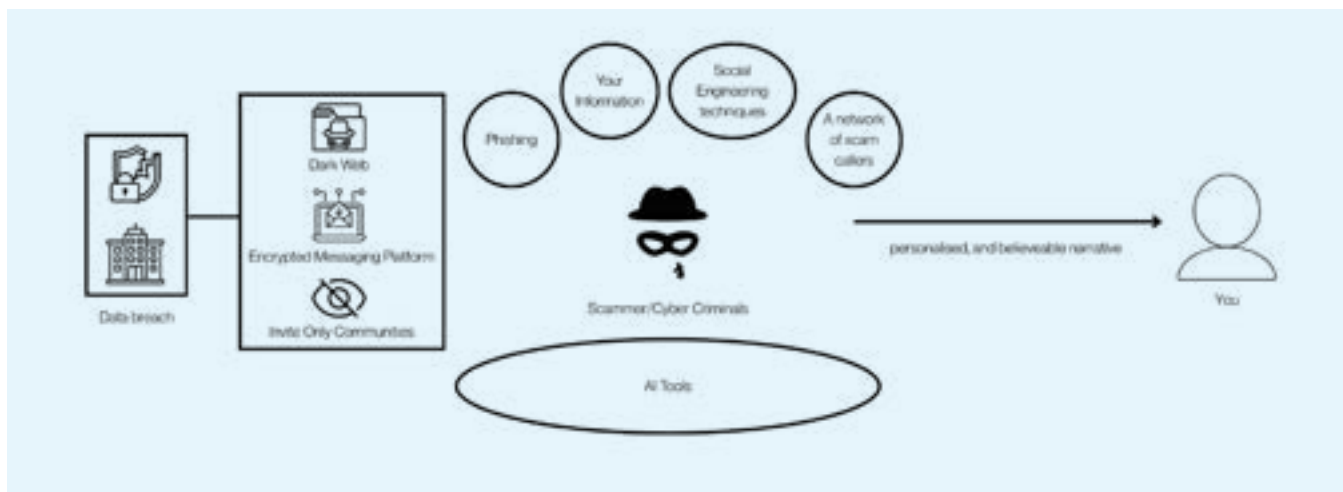 Data breach
Dark Web
Encrypted Messaging Platform
Invite Only Communities
Phishing
Your
Information
Social
Engineering
techniques
A network
of scam
callers
Scammer/Cyber Criminals
AI Tools
personalised, and believeable narrative
You